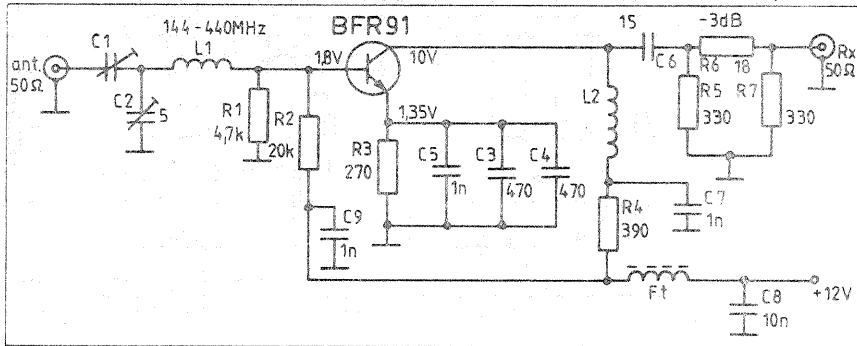 144-440MHz
BFR91
15
-3dB
C1
L1
1,8V
10V
C6
R6
18
Rx
50Ω
ant.
50Ω
C2
5
R1
4,7k
R2
20k
1,35V
L2
R5
330
R7
330
R3
270
C5
1n
C3
470
C4
470
C9
1n
R4
390
C7
1n
Ft
C8
10n
+12V